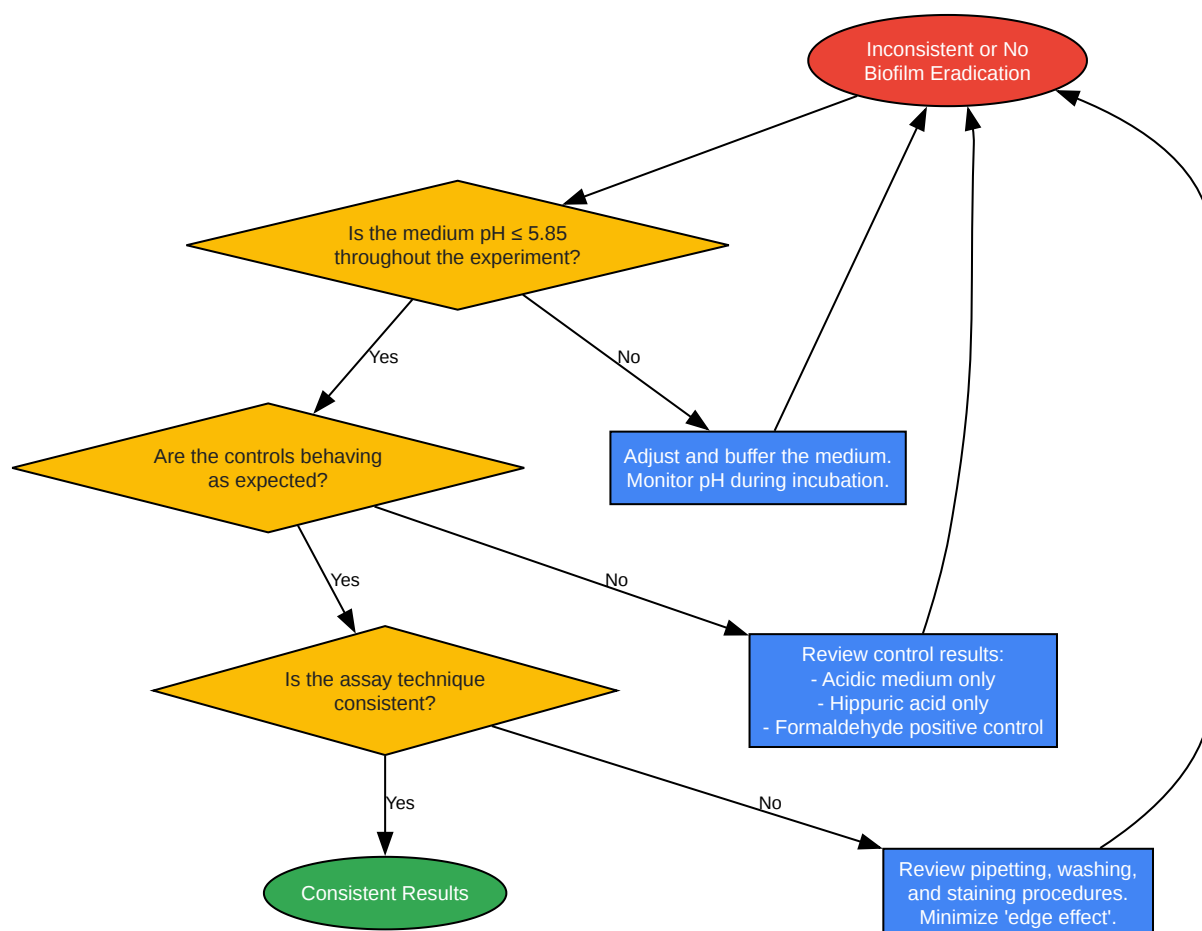 Inconsistent or No
Biofilm Eradication
Is the medium pH ≤ 5.85
throughout the experiment?
Yes
No
Are the controls behaving
as expected?
Adjust and buffer the medium.
Monitor pH during incubation.
Yes
No
Is the assay technique
consistent?
Review control results:
- Acidic medium only
- Hippuric acid only
- Formaldehyde positive control
Yes
No
Consistent Results
Review pipetting, washing,
and staining procedures.
Minimize 'edge effect'.